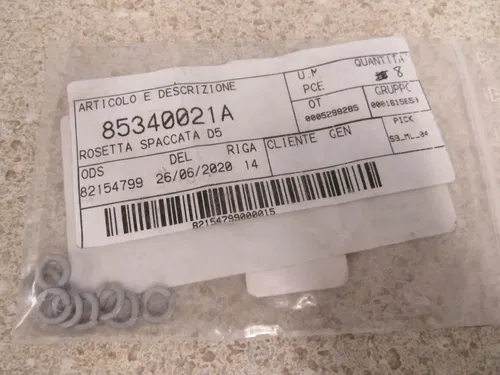 ARTICOLO E DESCRIZIONE
85340021A
ROSETTA SPACCATA D5
U.M
PCE
QUANTITA'
8
OT
0005298285
GRUPPO
ODS
82154799
DEL
26/06/2020
RIGA
14
CLIENTE GEN
PICK
82154799000015